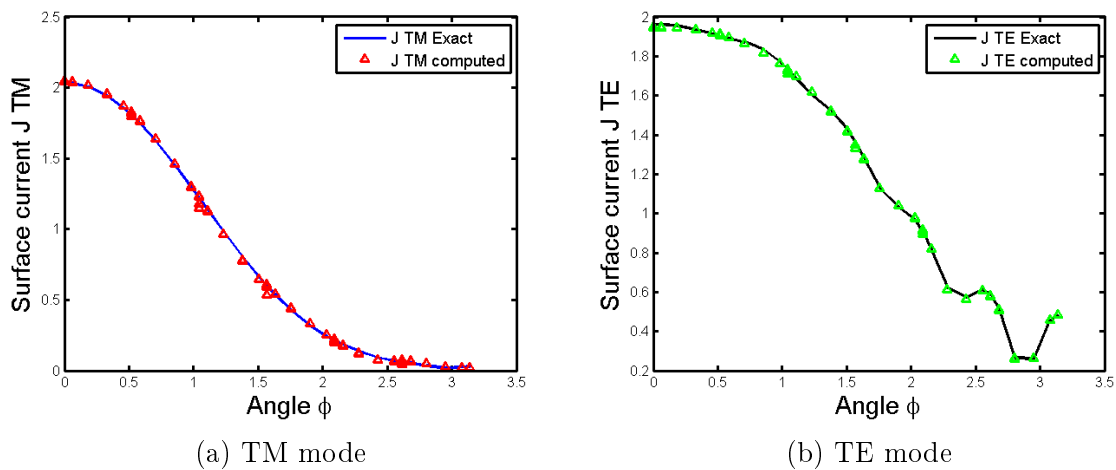 2.5
2
1.5
1
0.5
0
Surface current J TM
J TM Exact
J TM computed
0 0.5 1 1.5 2 2.5 3 3.5
Angle ϕ
(a) TM mode
2
1.8
1.6
1.4
1.2
1
0.8
0.6
0.4
0.2
Surface current J TE
J TE Exact
J TE computed
0 0.5 1 1.5 2 2.5 3 3.5
Angle ϕ
(b) TE mode